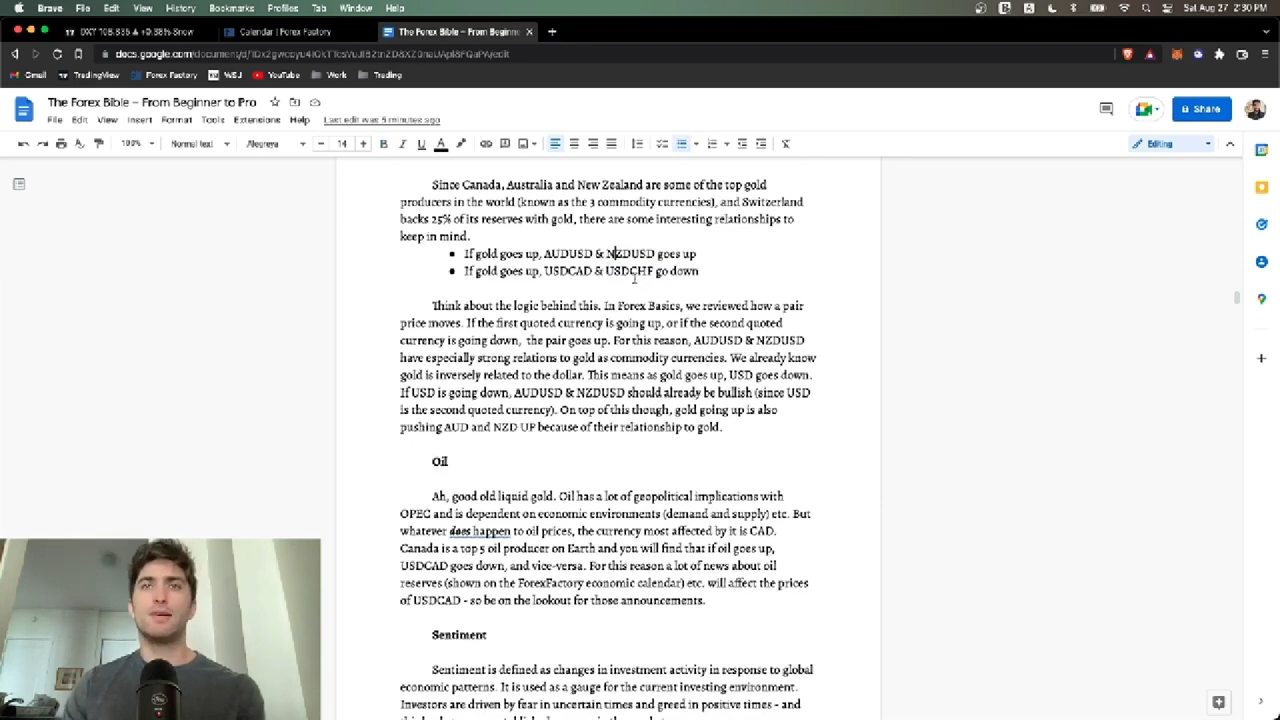 Brave File Edit View History Bookmarks Profiles Tab Window Help Sat Aug 27 2:30 PM
Calendar | Forex Factory The Forex Bible – From Beginne
Gmail TradingView Forex Factory WSJ YouTube Work Trading
The Forex Bible – From Beginner to Pro
Share
File Edit View Insert Format Tools Extensions Help Last edit was 5 minutes ago
100% Normal text Alegreya 14 Editing
Since Canada, Australia and New Zealand are some of the top gold
producers in the world (known as the 3 commodity currencies), and Switzerland
backs 25% of its reserves with gold, there are some interesting relationships to
keep in mind.
● If gold goes up, AUDUSD & NZDUSD goes up
● If gold goes up, USDCAD & USDCHF go down
Think about the logic behind this. In Forex Basics, we reviewed how a pair
price moves. If the first quoted currency is going up, or if the second quoted
currency is going down, the pair goes up. For this reason, AUDUSD & NZDUSD
have especially strong relations to gold as commodity currencies. We already know
gold is inversely related to the dollar. This means as gold goes up, USD goes down.
If USD is going down, AUDUSD & NZDUSD should already be bullish (since USD
is the second quoted currency). On top of this though, gold going up is also
pushing AUD and NZD UP because of their relationship to gold.
Oil
Ah, good old liquid gold. Oil has a lot of geopolitical implications with
OPEC and is dependent on economic environments (demand and supply) etc. But
whatever does happen to oil prices, the currency most affected by it is CAD.
Canada is a top 5 oil producer on Earth and you will find that if oil goes up,
USDCAD goes down, and vice-versa. For this reason a lot of news about oil
reserves (shown on the ForexFactory economic calendar) etc. will affect the prices
of USDCAD - so be on the lookout for those announcements.
Sentiment
Sentiment is defined as changes in investment activity in response to global
economic patterns. It is used as a gauge for the current investing environment.
Investors are driven by fear in uncertain times and greed in positive times - and